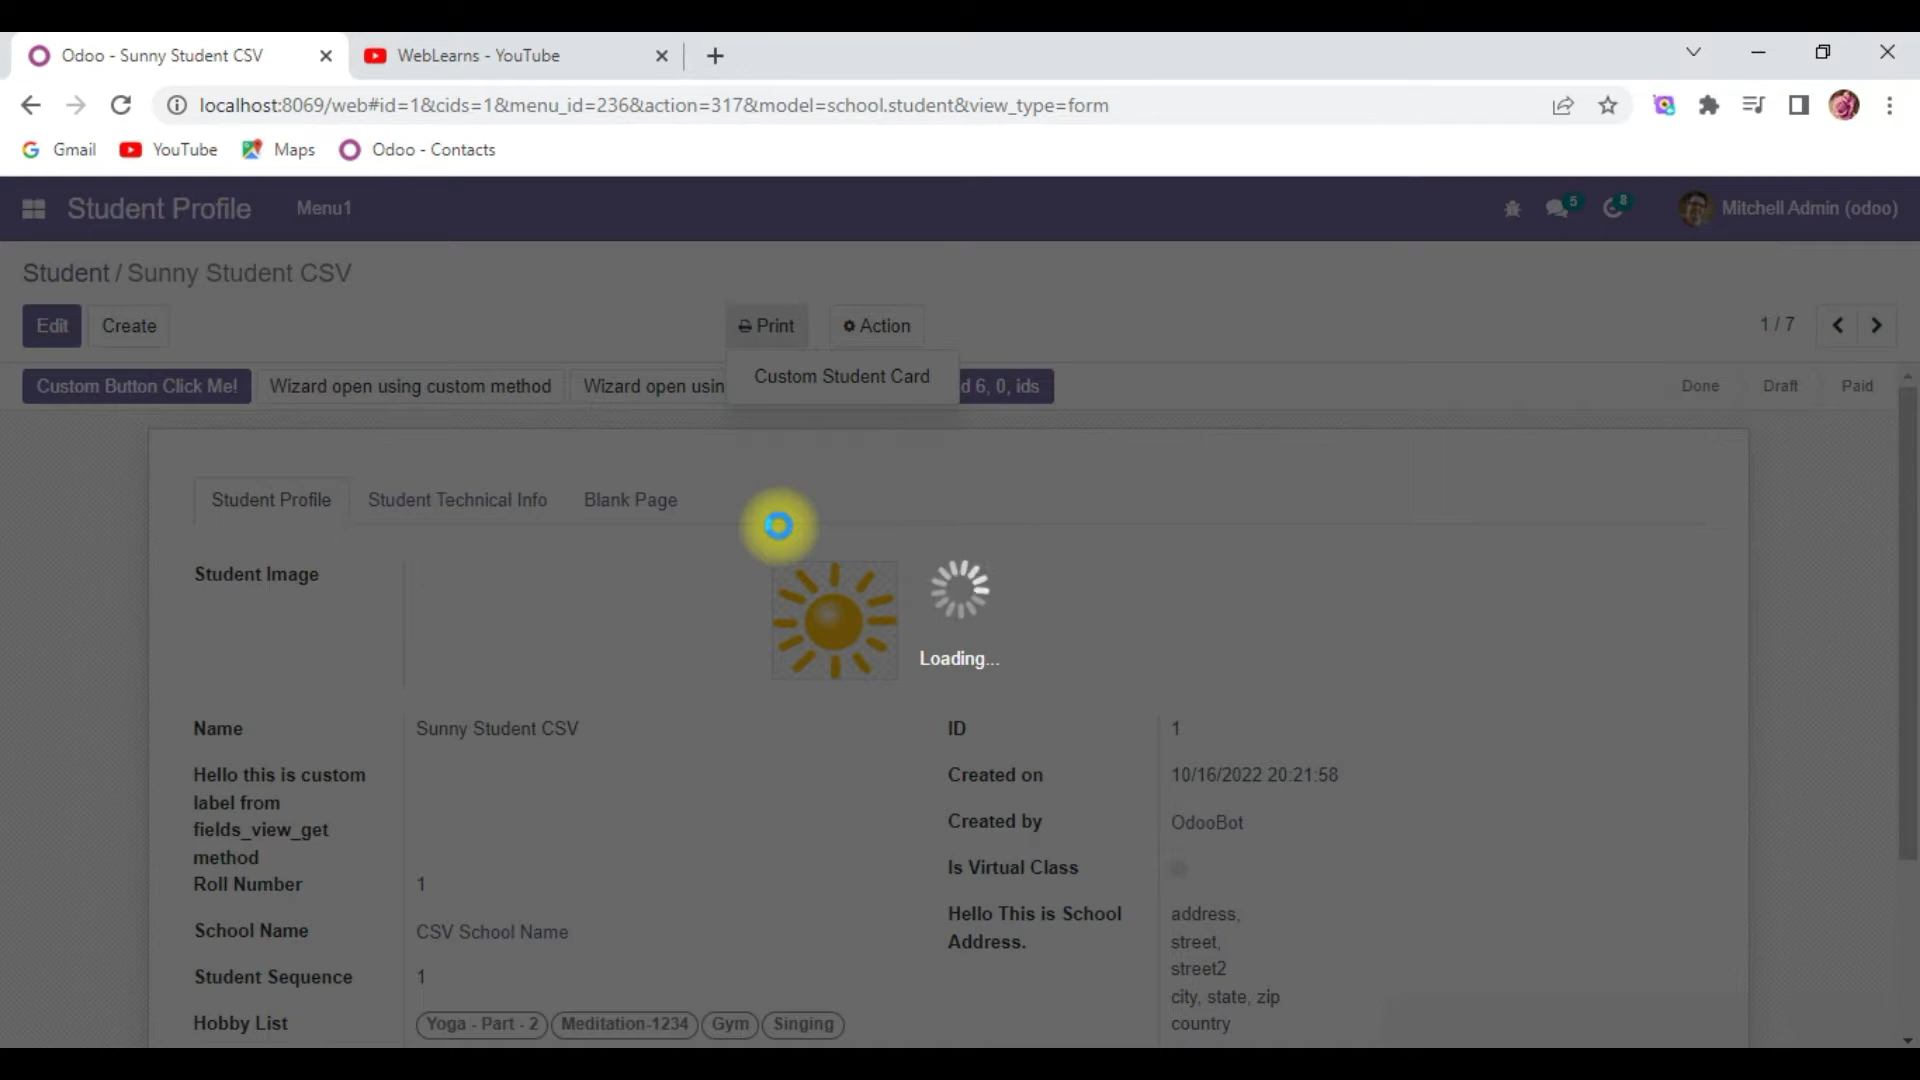 Odoo - Sunny Student CSV
WebLearns - YouTube
localhost:8069/web#id=1&cids=1&menu_id=236&action=317&model=school.student&view_type=form
Gmail YouTube Maps Odoo - Contacts
Student Profile Menu1 5 8 Mitchell Admin (odoo)
Student / Sunny Student CSV
Edit Create Print Action 1 / 7
Custom Button Click Me! Wizard open using custom method Wizard open usin Custom Student Card d 6, 0, ids Done Draft Paid
Student Profile Student Technical Info Blank Page
Student Image
Loading...
Name Sunny Student CSV ID 1
Hello this is custom Created on 10/16/2022 20:21:58
label from
fields_view_get Created by OdooBot
method
Is Virtual Class
Roll Number 1
Hello This is School address,
School Name CSV School Name
Address. street,
street2
Student Sequence 1
city, state, zip
Hobby List Yoga - Part - 2 Meditation-1234 Gym Singing country